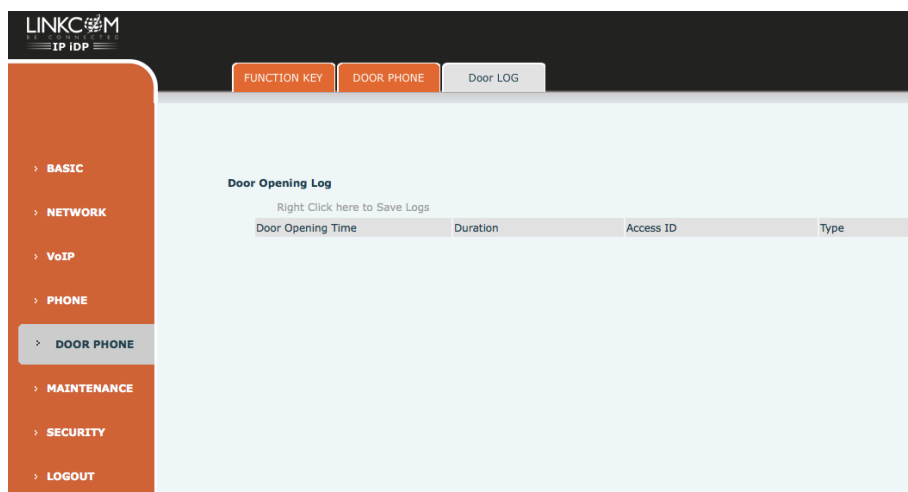 LINKCOM
BE CONNECTED
IP iDP
FUNCTION KEY
DOOR PHONE
Door LOG
› BASIC
› NETWORK
› VoIP
› PHONE
› DOOR PHONE
› MAINTENANCE
› SECURITY
› LOGOUT
Door Opening Log
Right Click here to Save Logs
Door Opening Time Duration Access ID Type